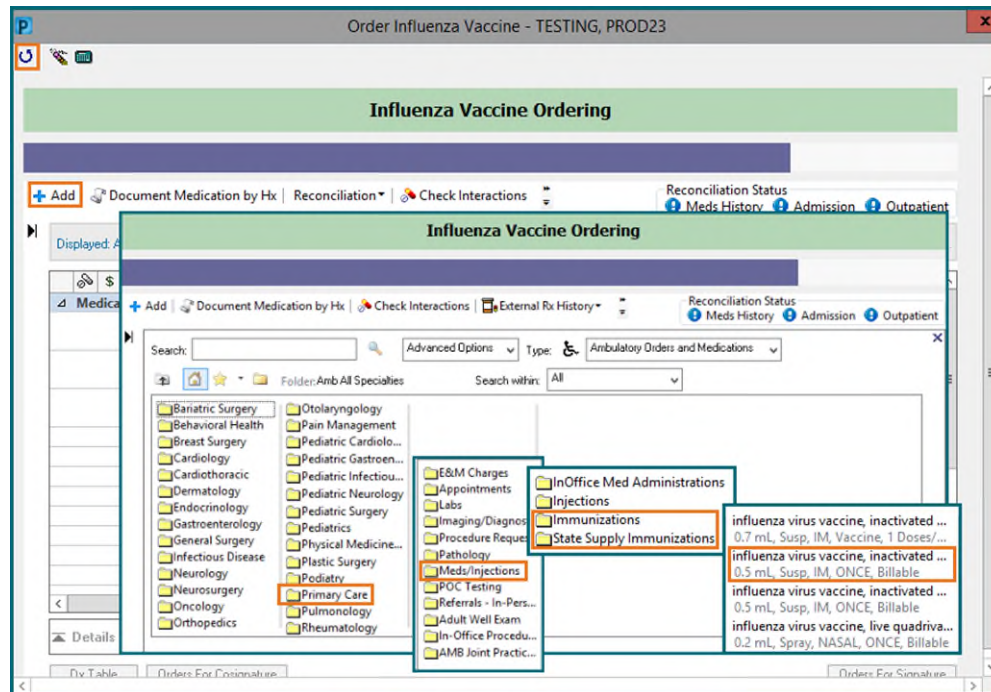 P
Order Influenza Vaccine - TESTING, PROD23
x
Influenza Vaccine Ordering
Add
Document Medication by Hx
Reconciliation
Check Interactions
Reconciliation Status
Meds History
Admission
Outpatient
Displayed: A
$
Medica
Influenza Vaccine Ordering
Add
Document Medication by Hx
Check Interactions
External Rx History
Reconciliation Status
Meds History
Admission
Outpatient
Search:
Advanced Options
Type:
Ambulatory Orders and Medications
Folder: Amb All Specialties
Search within:
All
Bariatric Surgery
Behavioral Health
Breast Surgery
Cardiology
Cardiothoracic
Dermatology
Endocrinology
Gastroenterology
General Surgery
Infectious Disease
Neurology
Neurosurgery
Oncology
Orthopedics
Otolaryngology
Pain Management
Pediatric Cardiolo...
Pediatric Gastroen...
Pediatric Infectiou...
Pediatric Neurology
Pediatric Surgery
Pediatrics
Physical Medicine...
Plastic Surgery
Podiatry
Primary Care
Pulmonology
Rheumatology
E&M Charges
Appointments
Labs
Imaging/Diagnos
Procedure Reques
Pathology
Meds/Injections
POC Testing
Referrals - In-Pers...
Adult Well Exam
In-Office Procedu...
AMB Joint Practic...
InOffice Med Administrations
Injections
Immunizations
State Supply Immunizations
influenza virus vaccine, inactivated ...
0.7 mL, Susp, IM, Vaccine, 1 Doses/...
influenza virus vaccine, inactivated ...
0.5 mL, Susp, IM, ONCE, Billable
influenza virus vaccine, inactivated ...
0.5 mL, Susp, IM, ONCE, Billable
influenza virus vaccine, live quadriva...
0.2 mL, Spray, NASAL, ONCE, Billable
Details
Dx Table
Orders For Cosignature
Orders For Signature